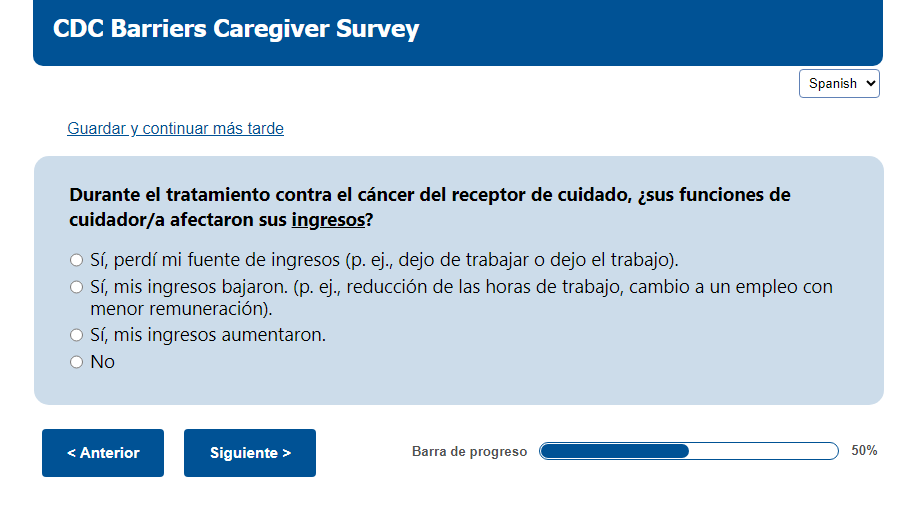 CDC Barriers Caregiver Survey
Spanish
Guardar y continuar más tarde
Durante el tratamiento contra el cáncer del receptor de cuidado, ¿sus funciones de
cuidador/a afectaron sus ingresos?
Sí, perdí mi fuente de ingresos (p. ej., dejo de trabajar o dejo el trabajo).
Sí, mis ingresos bajaron. (p. ej., reducción de las horas de trabajo, cambio a un empleo con
menor remuneración).
Sí, mis ingresos aumentaron.
No
< Anterior
Siguiente >
Barra de progreso
50%